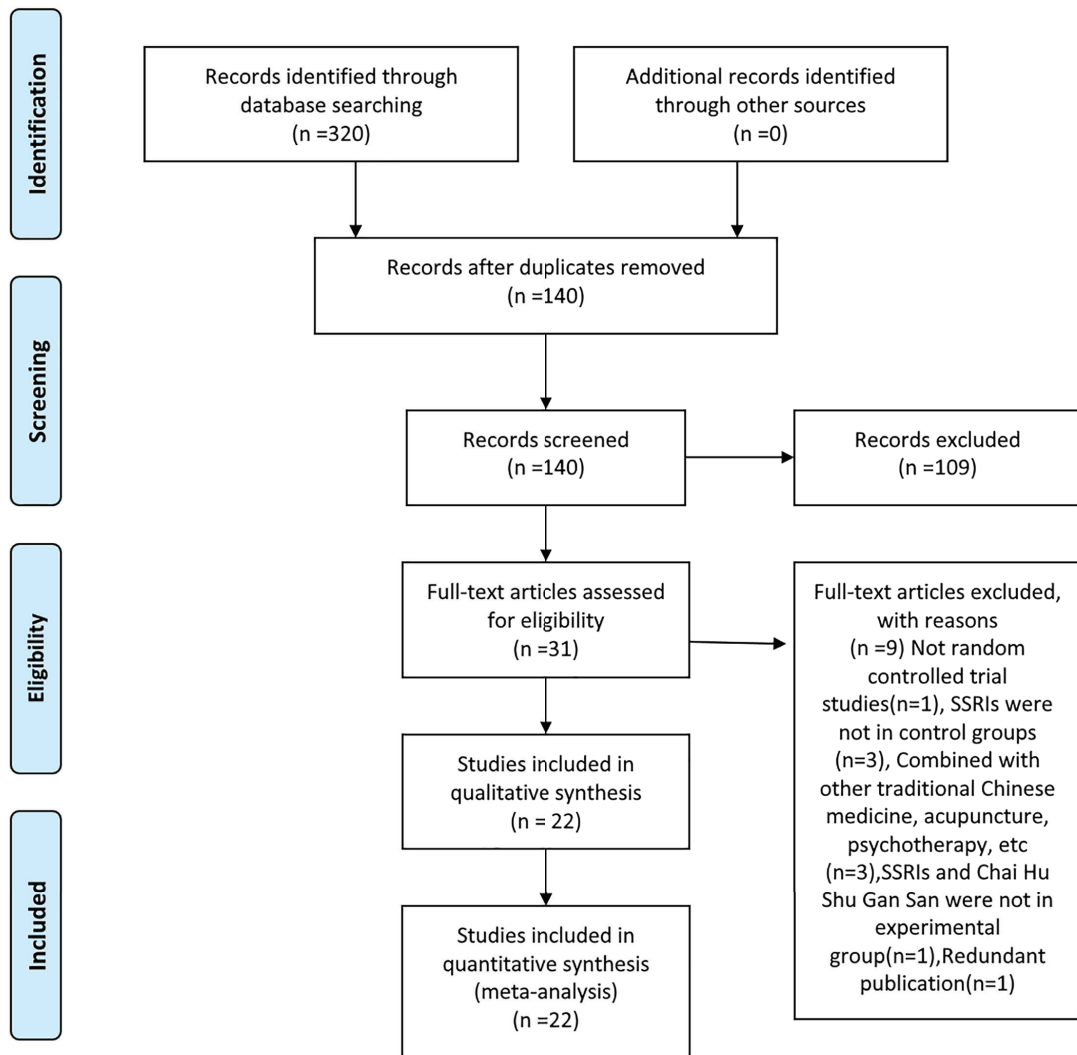 Identification
Records identified through
database searching
(n =320)
Additional records identified
through other sources
(n =0)
Records after duplicates removed
(n =140)
Screening
Records screened
(n =140)
Records excluded
(n =109)
Eligibility
Full-text articles assessed
for eligibility
(n =31)
Full-text articles excluded,
with reasons
(n =9) Not random
controlled trial
studies(n=1), SSRIs were
not in control groups
(n=3), Combined with
other traditional Chinese
medicine, acupuncture,
psychotherapy, etc
(n=3),SSRIs and Chai Hu
Shu Gan San were not in
experimental
group(n=1),Redundant
publication(n=1)
Studies included in
qualitative synthesis
(n = 22)
Included
Studies included in
quantitative synthesis
(meta-analysis)
(n =22)